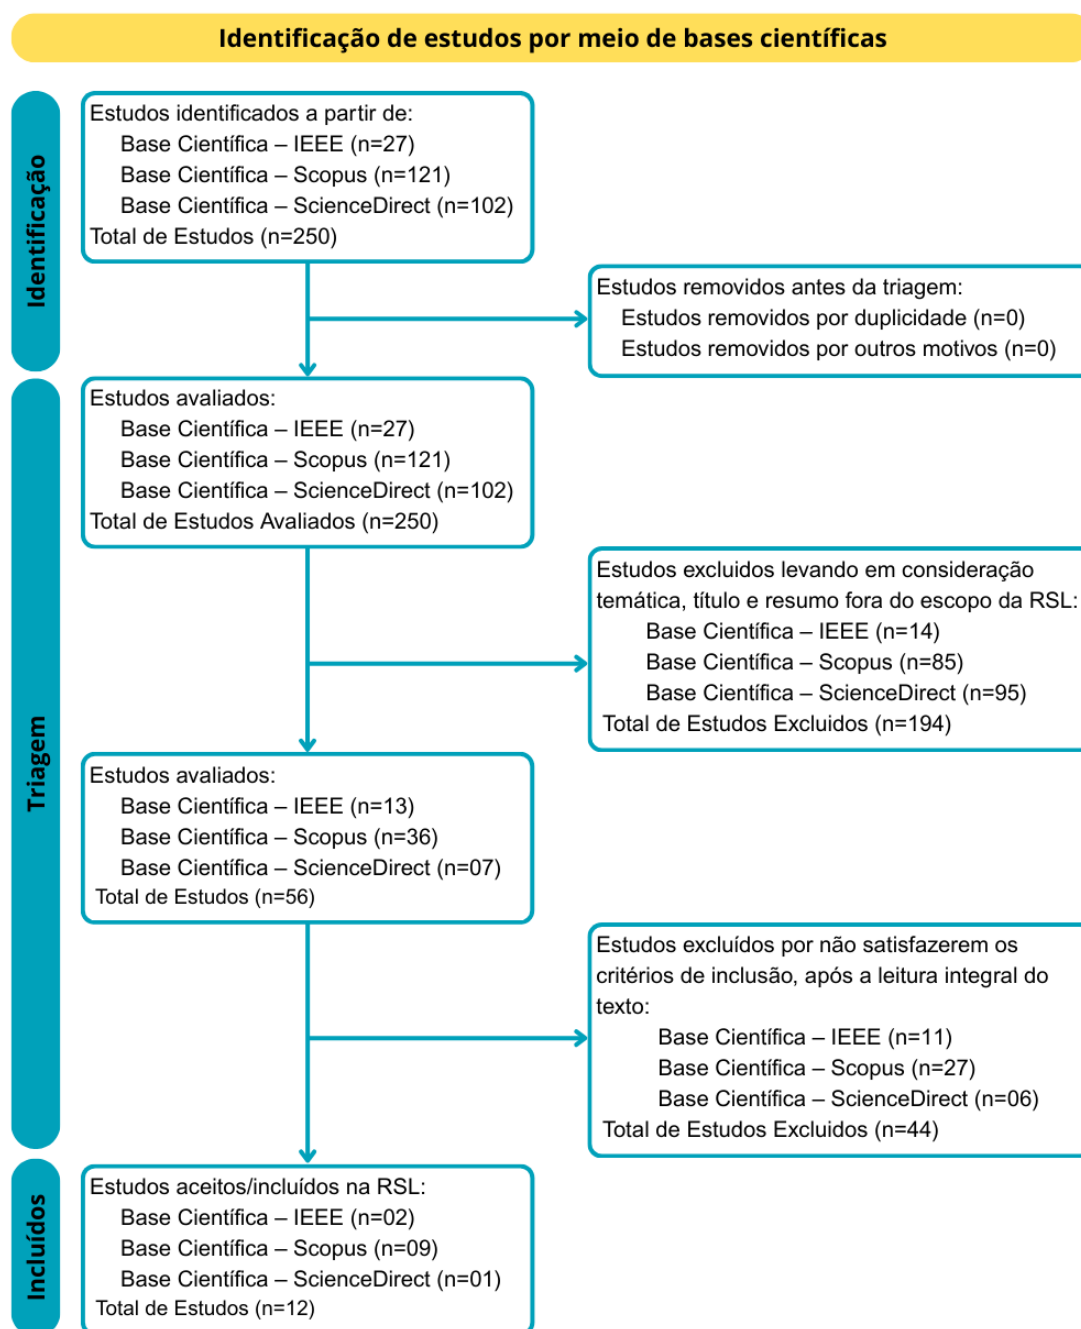 Identificação de estudos por meio de bases científicas
Identificação
Estudos identificados a partir de:
Base Científica – IEEE (n=27)
Base Científica – Scopus (n=121)
Base Científica – ScienceDirect (n=102)
Total de Estudos (n=250)
Estudos removidos antes da triagem:
Estudos removidos por duplicidade (n=0)
Estudos removidos por outros motivos (n=0)
Triagem
Estudos avaliados:
Base Científica – IEEE (n=27)
Base Científica – Scopus (n=121)
Base Científica – ScienceDirect (n=102)
Total de Estudos Avaliados (n=250)
Estudos excluidos levando em consideração
temática, título e resumo fora do escopo da RSL:
Base Científica – IEEE (n=14)
Base Científica – Scopus (n=85)
Base Científica – ScienceDirect (n=95)
Total de Estudos Excluidos (n=194)
Estudos avaliados:
Base Científica – IEEE (n=13)
Base Científica – Scopus (n=36)
Base Científica – ScienceDirect (n=07)
Total de Estudos (n=56)
Estudos excluídos por não satisfazerem os
critérios de inclusão, após a leitura integral do
texto:
Base Científica – IEEE (n=11)
Base Científica – Scopus (n=27)
Base Científica – ScienceDirect (n=06)
Total de Estudos Excluidos (n=44)
Incluídos
Estudos aceitos/incluídos na RSL:
Base Científica – IEEE (n=02)
Base Científica – Scopus (n=09)
Base Científica – ScienceDirect (n=01)
Total de Estudos (n=12)